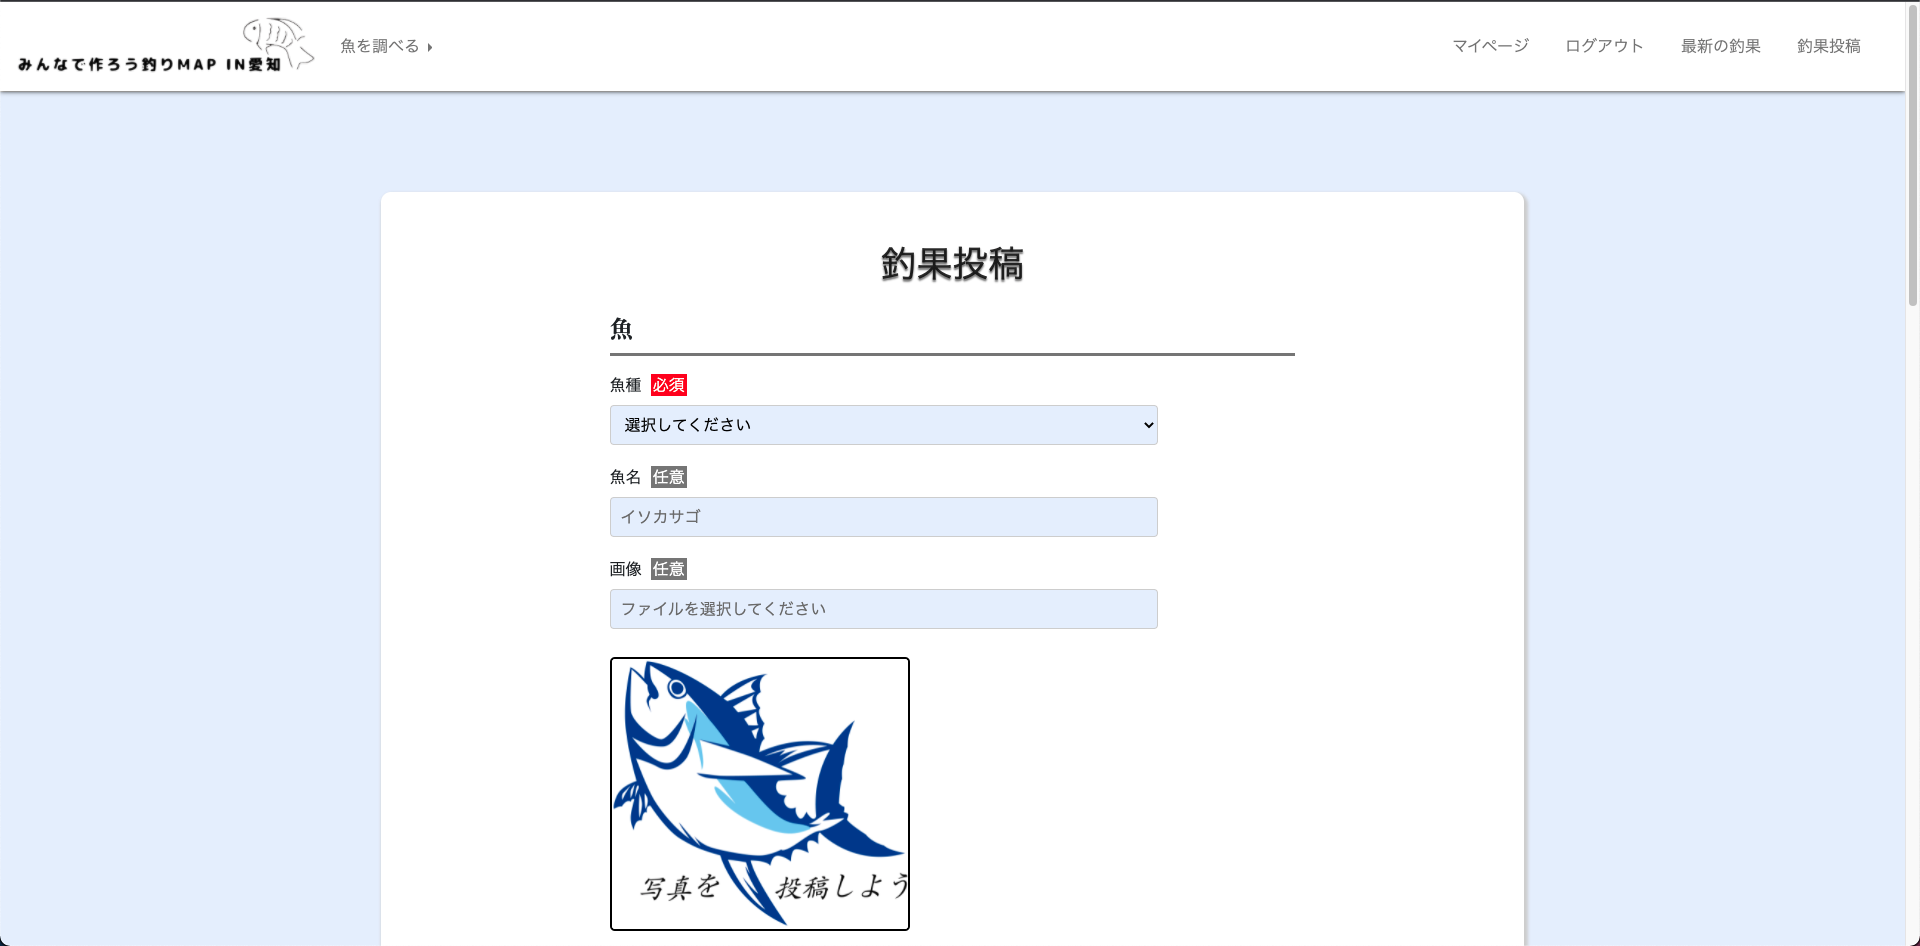 みんなで作ろう釣りMAP IN愛知
魚を調べる
マイページ
ログアウト
最新の釣果
釣果投稿
釣果投稿
魚
魚種 必須
選択してください
魚名 任意
イソカサゴ
画像 任意
ファイルを選択してください
写真を 投稿しよう